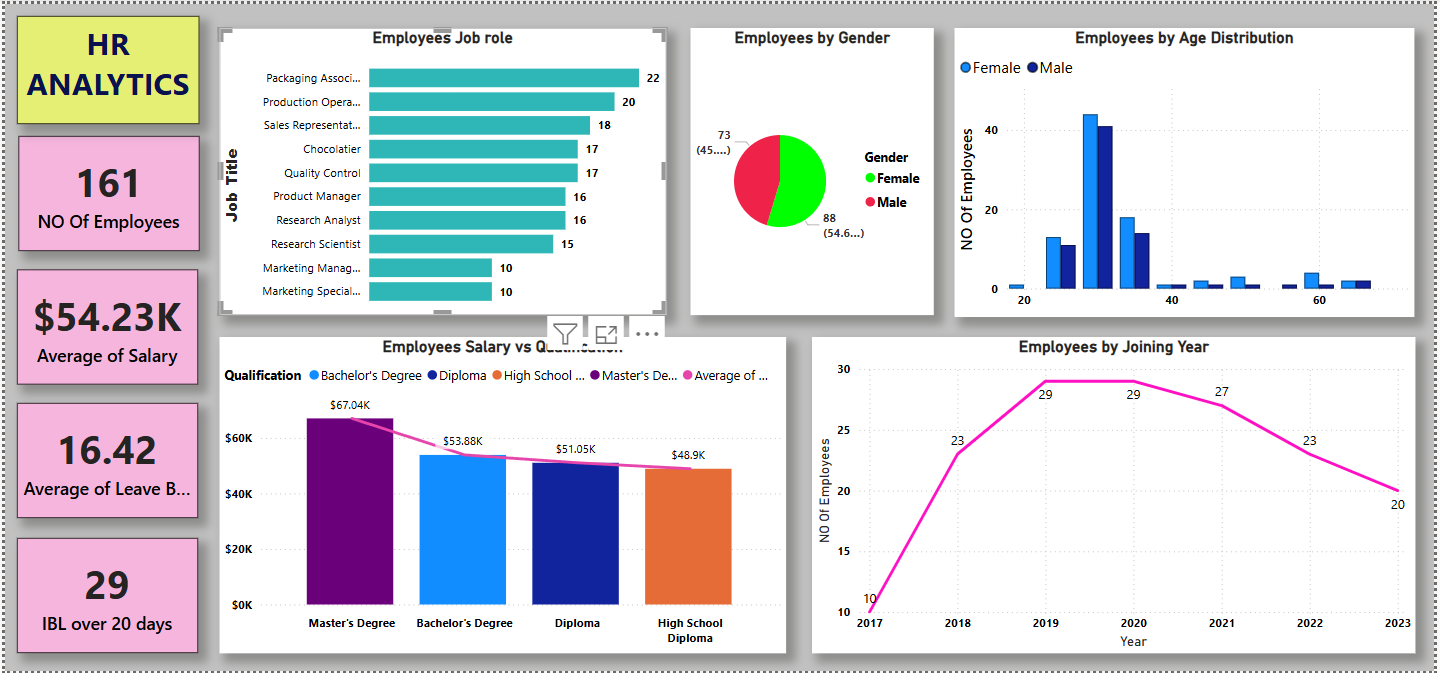 HR
ANALYTICS
161
NO Of Employees
$54.23K
Average of Salary
16.42
Average of Leave B...
29
IBL over 20 days
Employees Job role
Job Title
Packaging Associ... 22
Production Opera... 20
Sales Representat... 18
Chocolatier 17
Quality Control 17
Product Manager 16
Research Analyst 16
Research Scientist 15
Marketing Manag... 10
Marketing Special... 10
Employees by Gender
73
(45....)
88
(54.6...)
Gender
Female
Male
Employees by Age Distribution
Female Male
NO Of Employees
40
20
0
20 40 60
Employees Salary vs Qualification
Qualification Bachelor's Degree Diploma High School ... Master's De... Average of ...
$67.04K
$53.88K
$51.05K
$48.9K
$60K
$40K
$20K
$0K
Master's Degree Bachelor's Degree Diploma High School
Diploma
Employees by Joining Year
NO Of Employees
30
25
20
15
10
10
23
29
29
27
23
20
2017 2018 2019 2020 2021 2022 2023
Year